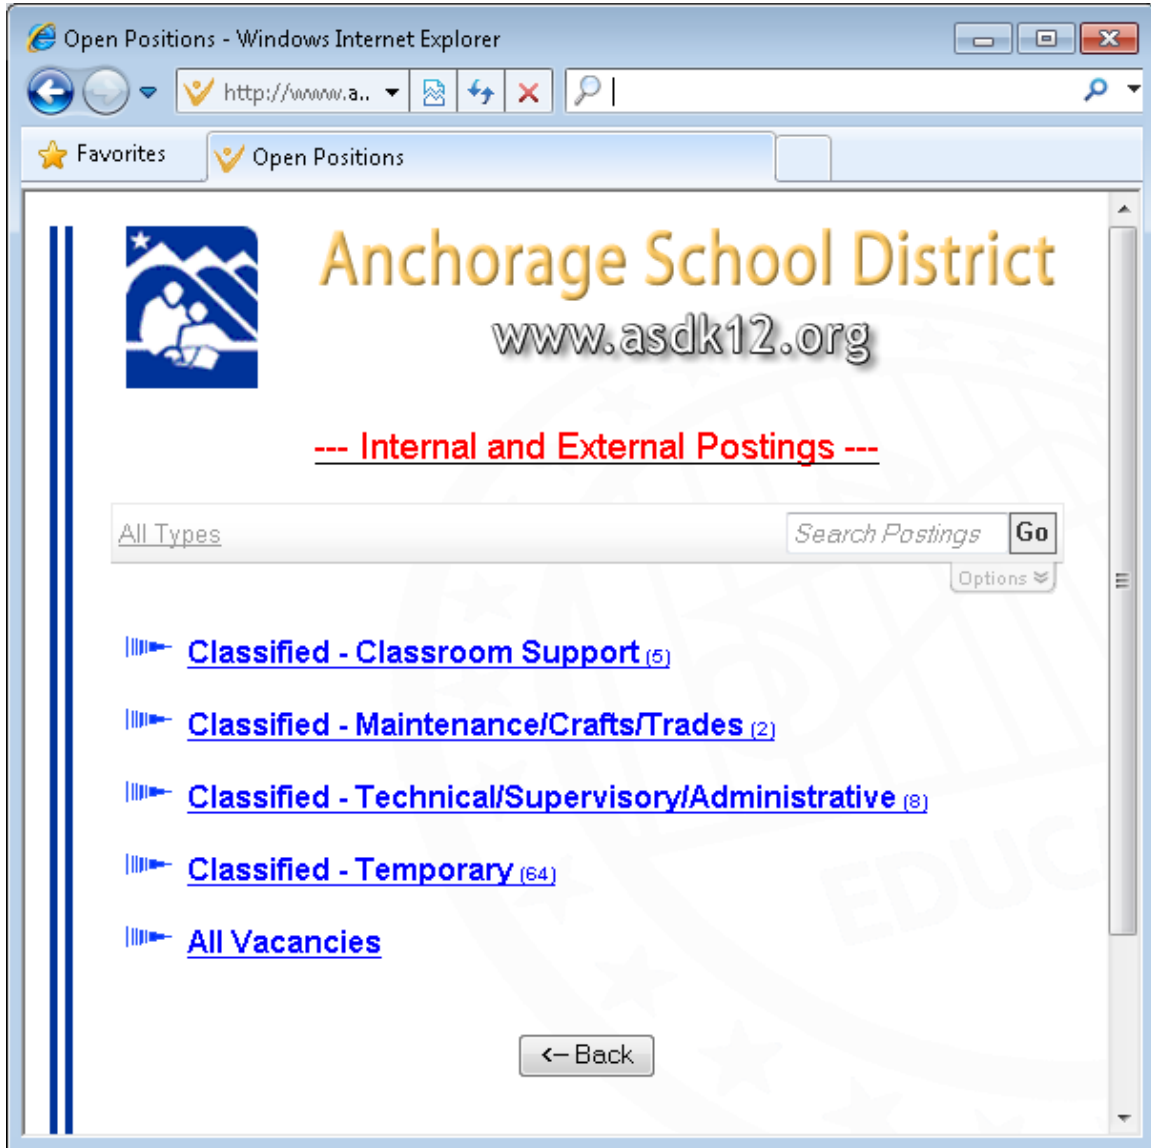 Open Positions - Windows Internet Explorer
http://www.a..
Favorites
Open Positions
Anchorage School District
www.asdk12.org
--- Internal and External Postings ---
All Types
Search Postings Go
Options
Classified - Classroom Support (5)
Classified - Maintenance/Crafts/Trades (2)
Classified - Technical/Supervisory/Administrative (8)
Classified - Temporary (64)
All Vacancies
EDUC
<-- Back